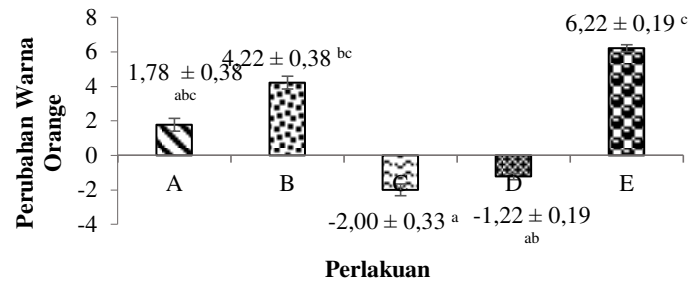 8
6,22 ± 0,19 c
6
4,22 ± 0,38 bc
1,78 ± 0,38
abc
4
2
0
A B C D E
-2
-2,00 ± 0,33 a
-1,22 ± 0,19
ab
-4
Perubahan Warna
Orange
Perlakuan